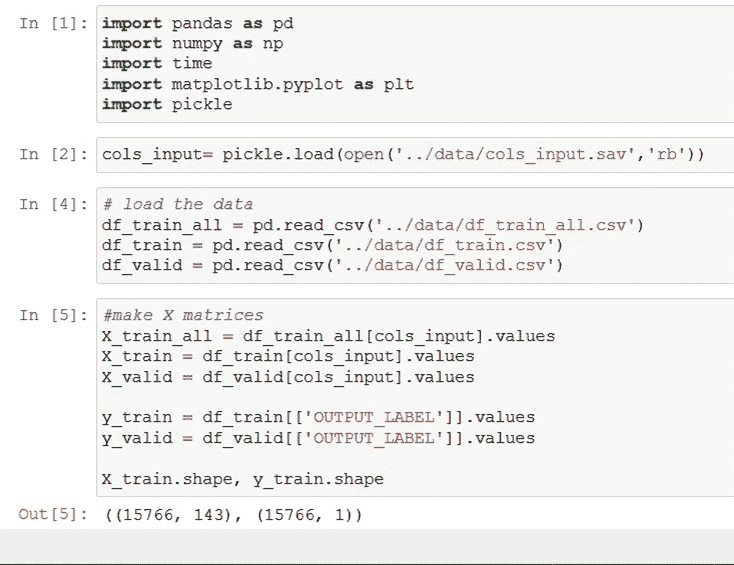 In [1]: import pandas as pd
import numpy as np
import time
import matplotlib.pyplot as plt
import pickle
In [2]: cols_input= pickle.load(open('../data/cols_input.sav','rb'))
In [4]: # load the data
df_train_all = pd.read_csv('../data/df_train_all.csv')
df_train = pd.read_csv('../data/df_train.csv')
df_valid = pd.read_csv('../data/df_valid.csv')
In [5]: #make X matrices
X_train_all = df_train_all[cols_input].values
X_train = df_train[cols_input].values
X_valid = df_valid[cols_input].values
y_train = df_train[['OUTPUT_LABEL']].values
y_valid = df_valid[['OUTPUT_LABEL']].values
X_train.shape, y_train.shape
Out[5]: ((15766, 143), (15766, 1))